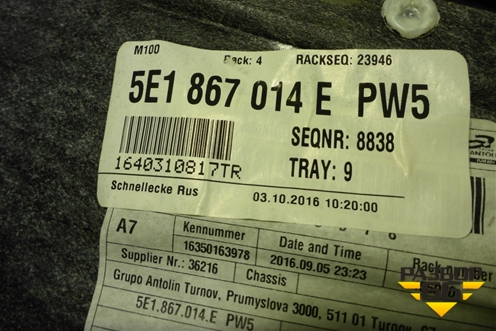 M100
Rack: 4 RACKSEQ: 23946
5E1 867 014 E PW5
SEQNR: 8838
1640310817TR
TRAY: 9
Schnellecke Rus 03.10.2016 10:20:00
A7 Kennummer Date and Time Rack number
16350163978 2016.09.05 23:23
Supplier Nr.: 36216 Chassis
Grupo Antolin Turnov, Prumyslova 3000, 511 01 Turnov
5E1.867.014.E PW5